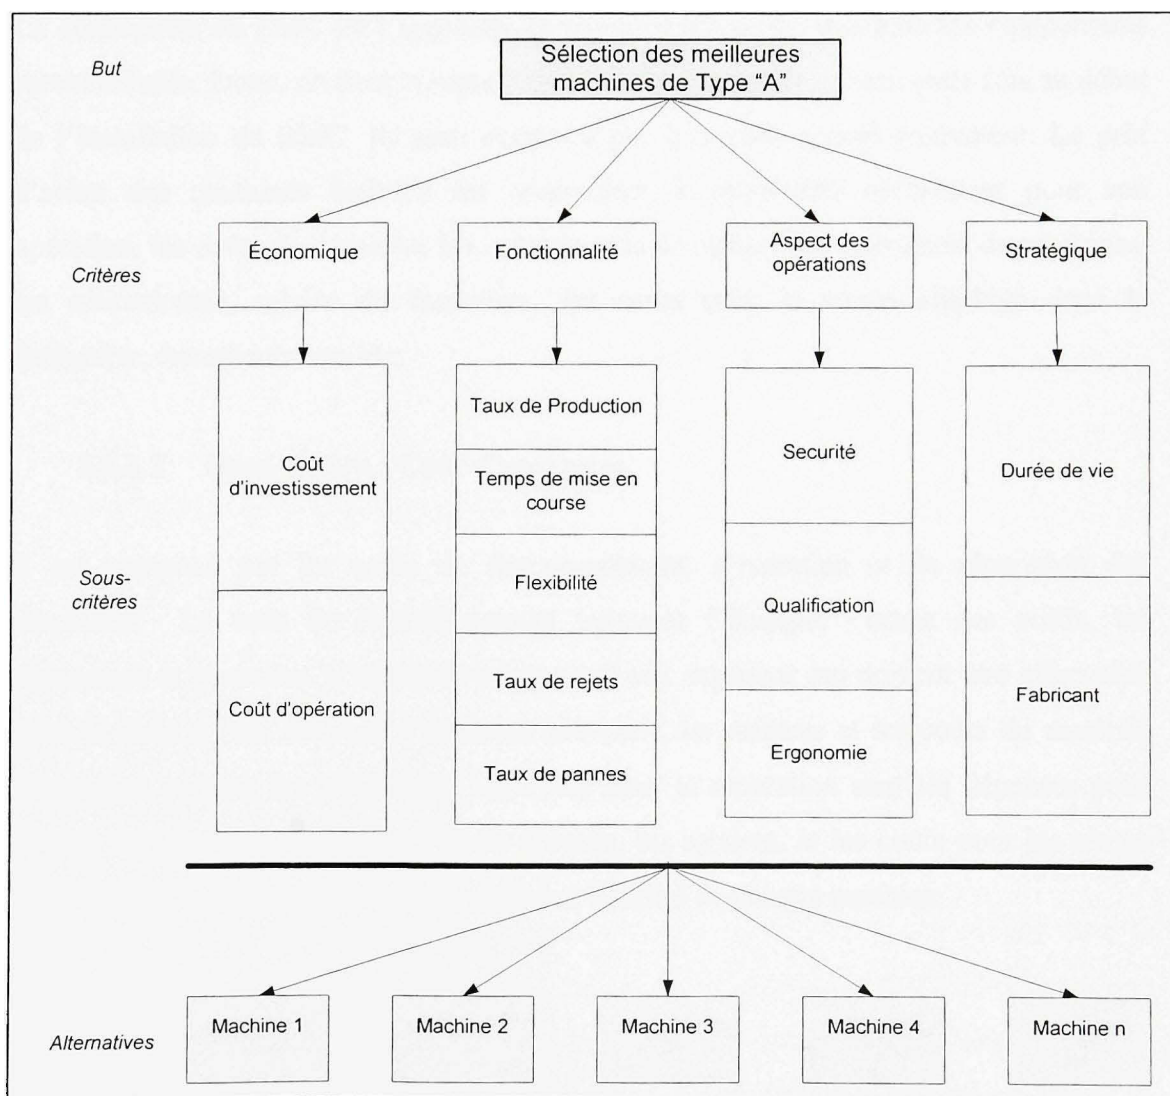 But
Sélection des meilleures
machines de Type “A”
Critères
Économique
Fonctionnalité
Aspect des
opérations
Stratégique
Sous-
critères
Coût
d’investissement
Coût d’opération
Taux de Production
Temps de mise en
course
Flexibilité
Taux de rejets
Taux de pannes
Securité
Qualification
Ergonomie
Durée de vie
Fabricant
Alternatives
Machine 1
Machine 2
Machine 3
Machine 4
Machine n